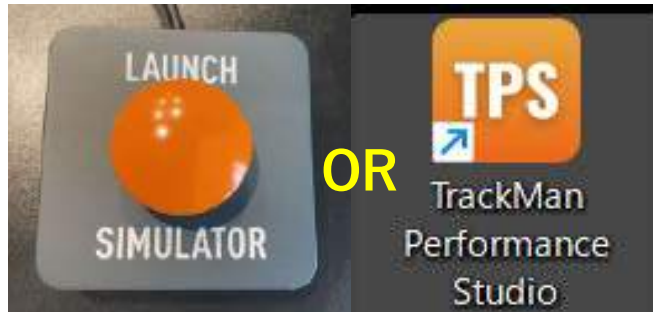 LAUNCH
SIMULATOR
OR
TPS
TrackMan
Performance
Studio